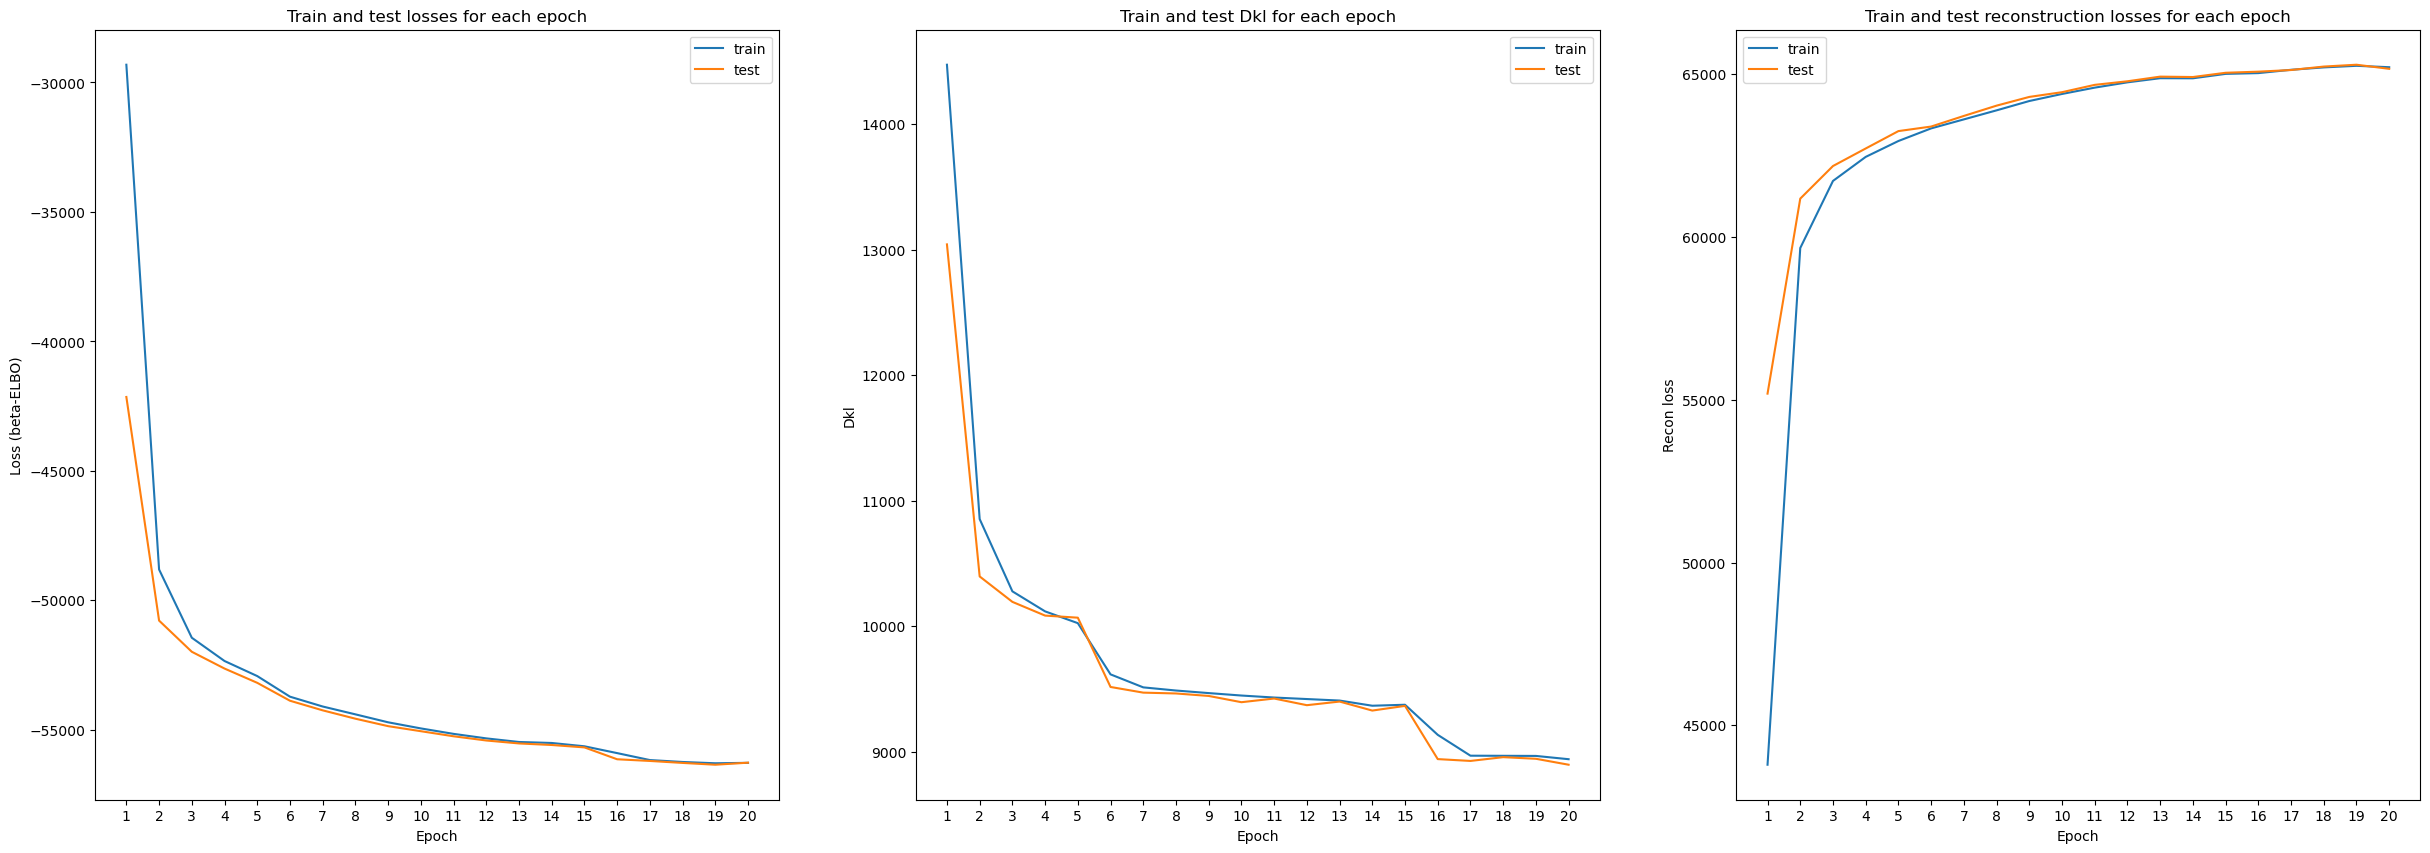 Train and test losses for each epoch
train
test
−30000
−35000
−40000
−45000
−50000
−55000
Loss (beta-ELBO)
1 2 3 4 5 6 7 8 9 10 11 12 13 14 15 16 17 18 19 20
Epoch
Train and test Dkl for each epoch
train
test
14000
13000
12000
11000
10000
9000
Dkl
1 2 3 4 5 6 7 8 9 10 11 12 13 14 15 16 17 18 19 20
Epoch
Train and test reconstruction losses for each epoch
train
test
65000
60000
55000
50000
45000
Recon loss
1 2 3 4 5 6 7 8 9 10 11 12 13 14 15 16 17 18 19 20
Epoch